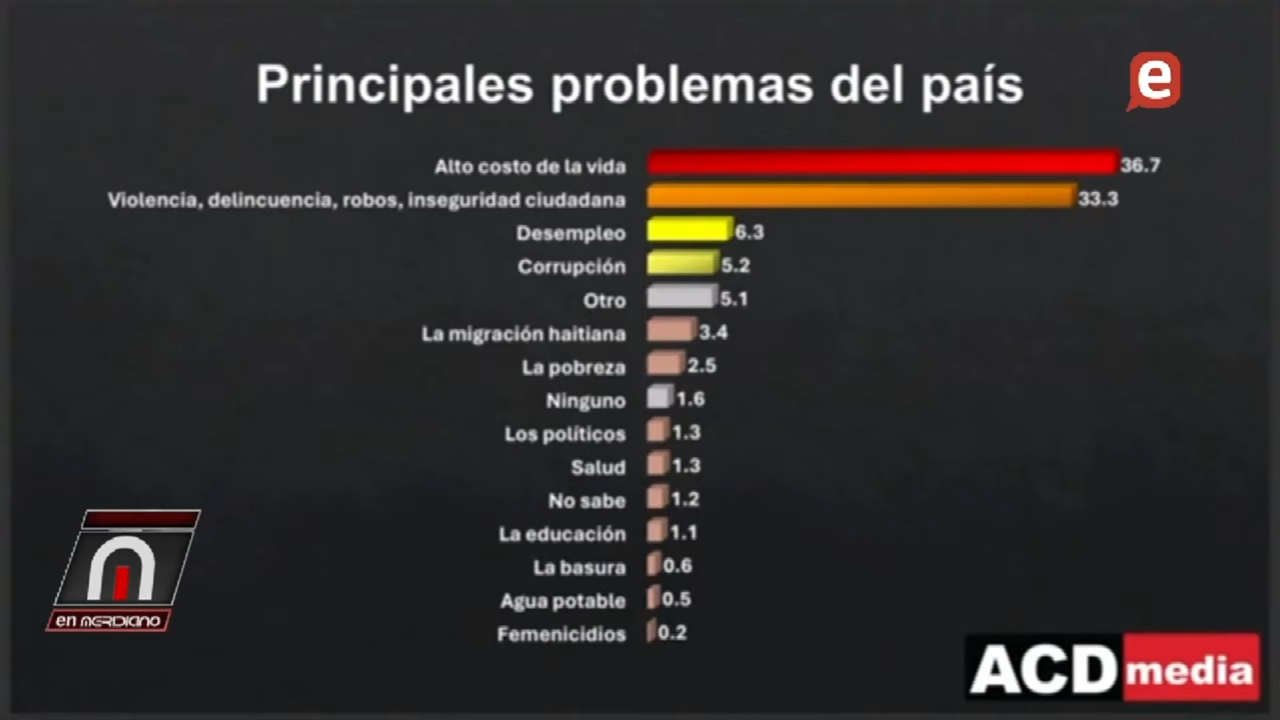 Principales problemas del país
e
Alto costo de la vida 36.7
Violencia, delincuencia, robos, inseguridad ciudadana 33.3
Desempleo 6.3
Corrupción 5.2
Otro 5.1
La migración haitiana 3.4
La pobreza 2.5
Ninguno 1.6
Los políticos 1.3
Salud 1.3
No sabe 1.2
La educación 1.1
La basura 0.6
Agua potable 0.5
Femenicidios 0.2
en MERIDIANO
ACD media